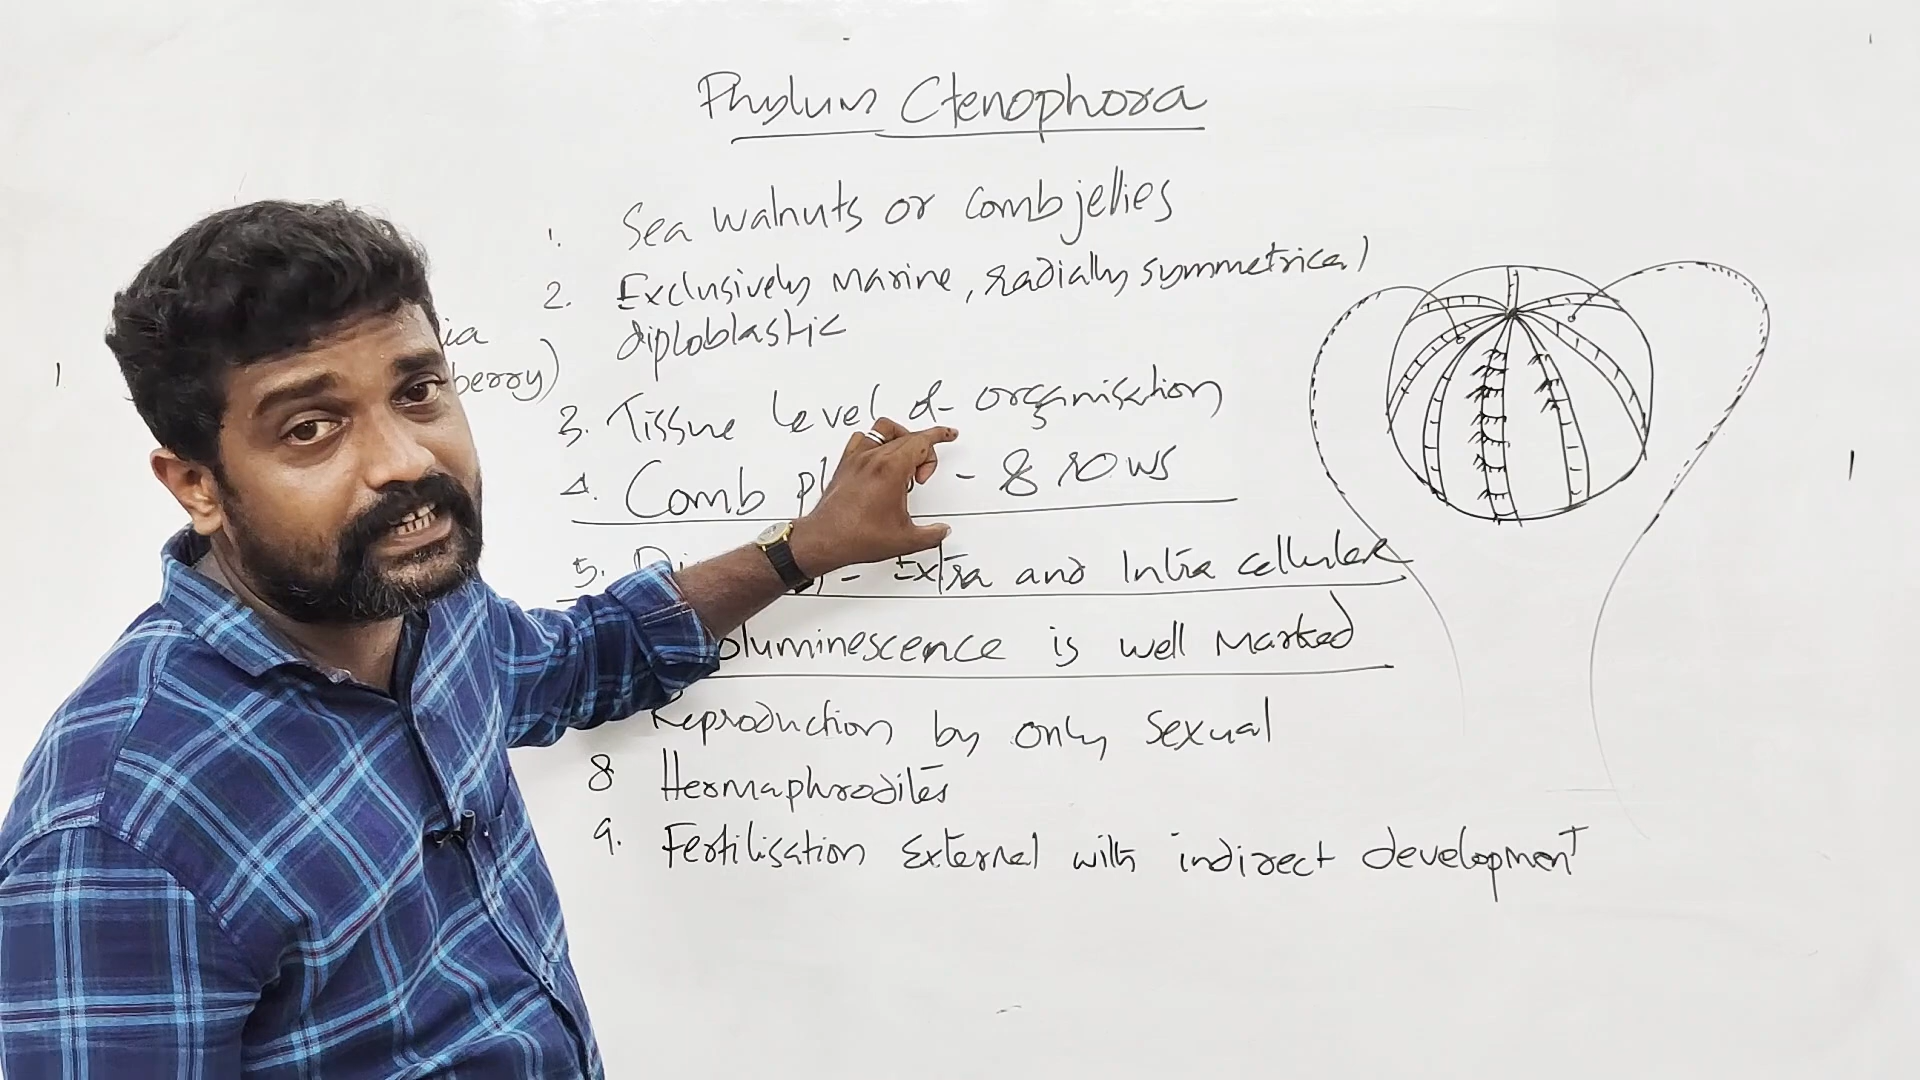 Phylum Ctenophora
1. Sea walnuts or Comb jellies
2. Exclusively Marine, radially symmetrical
diploblastic
3. Tissue Level of organisation
4. Comb - 8 rows
5. - Extra and Intra cellular
is well Marked
Reproduction by only Sexual
8 Hermaphrodites
9. Fertilisation External with indirect development